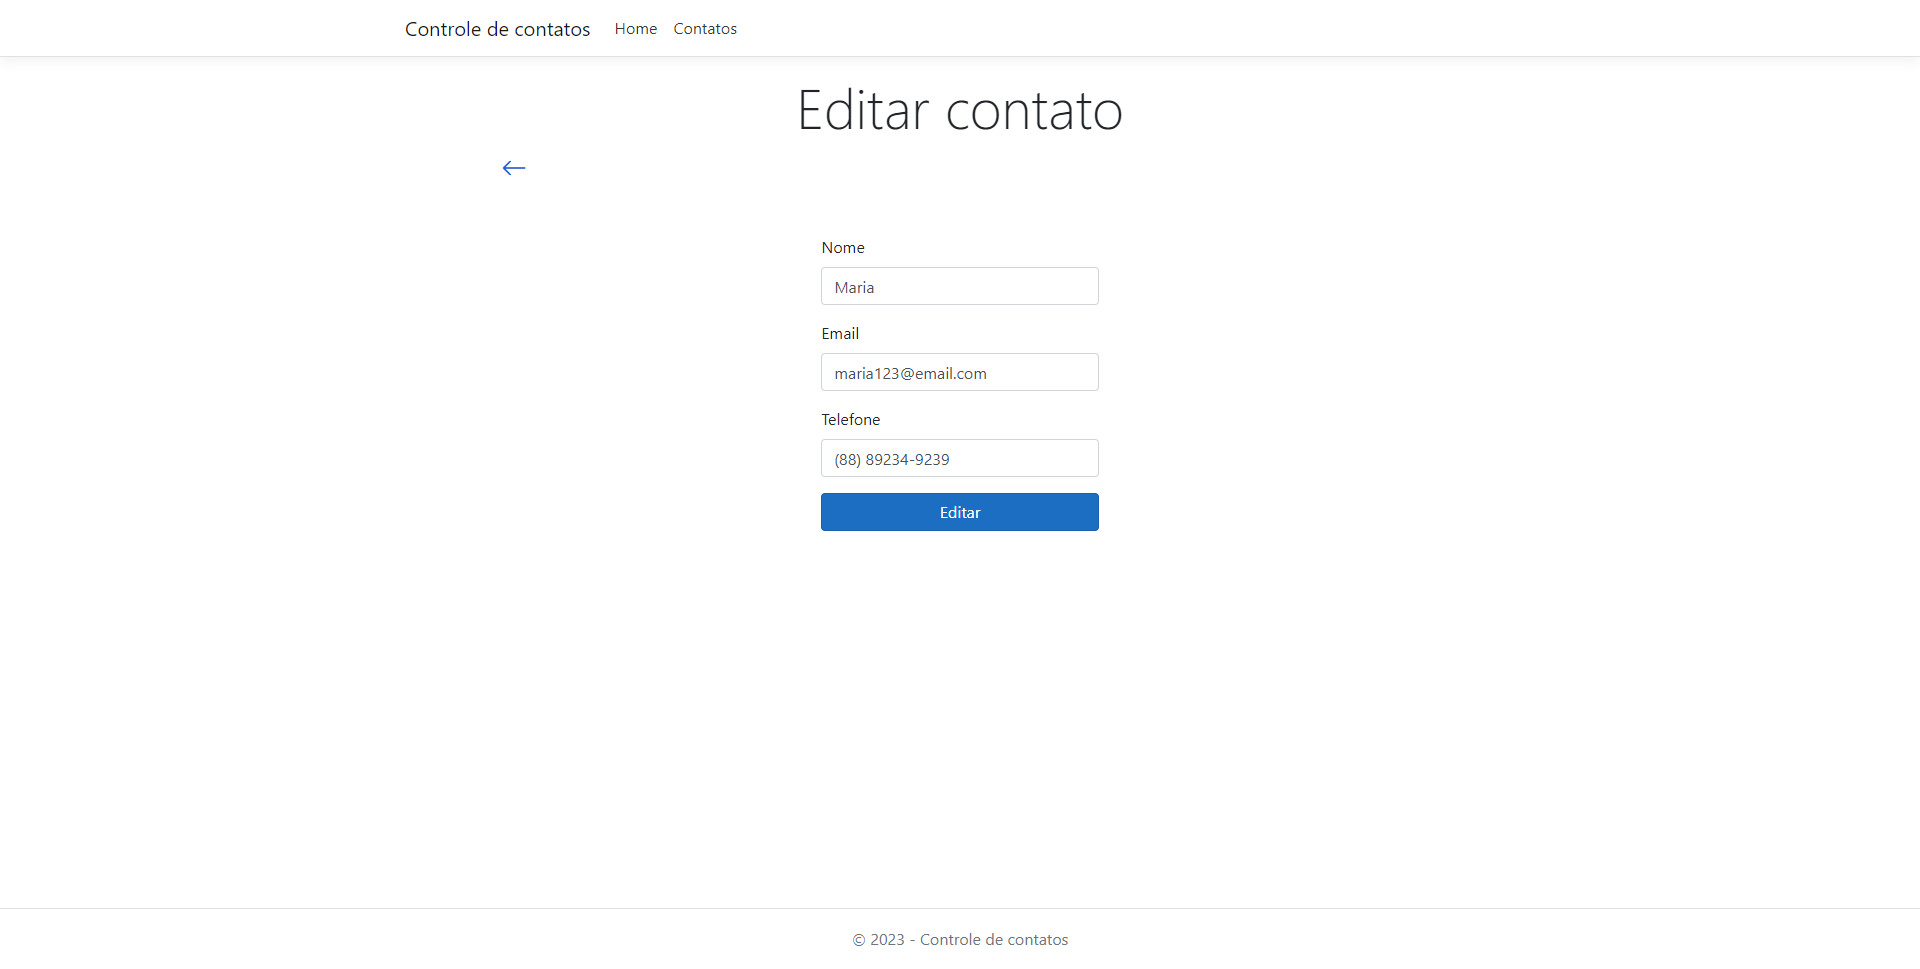 Controle de contatos Home Contatos
Editar contato
Nome
Maria
Email
maria123@email.com
Telefone
(88) 89234-9239
Editar
© 2023 - Controle de contatos